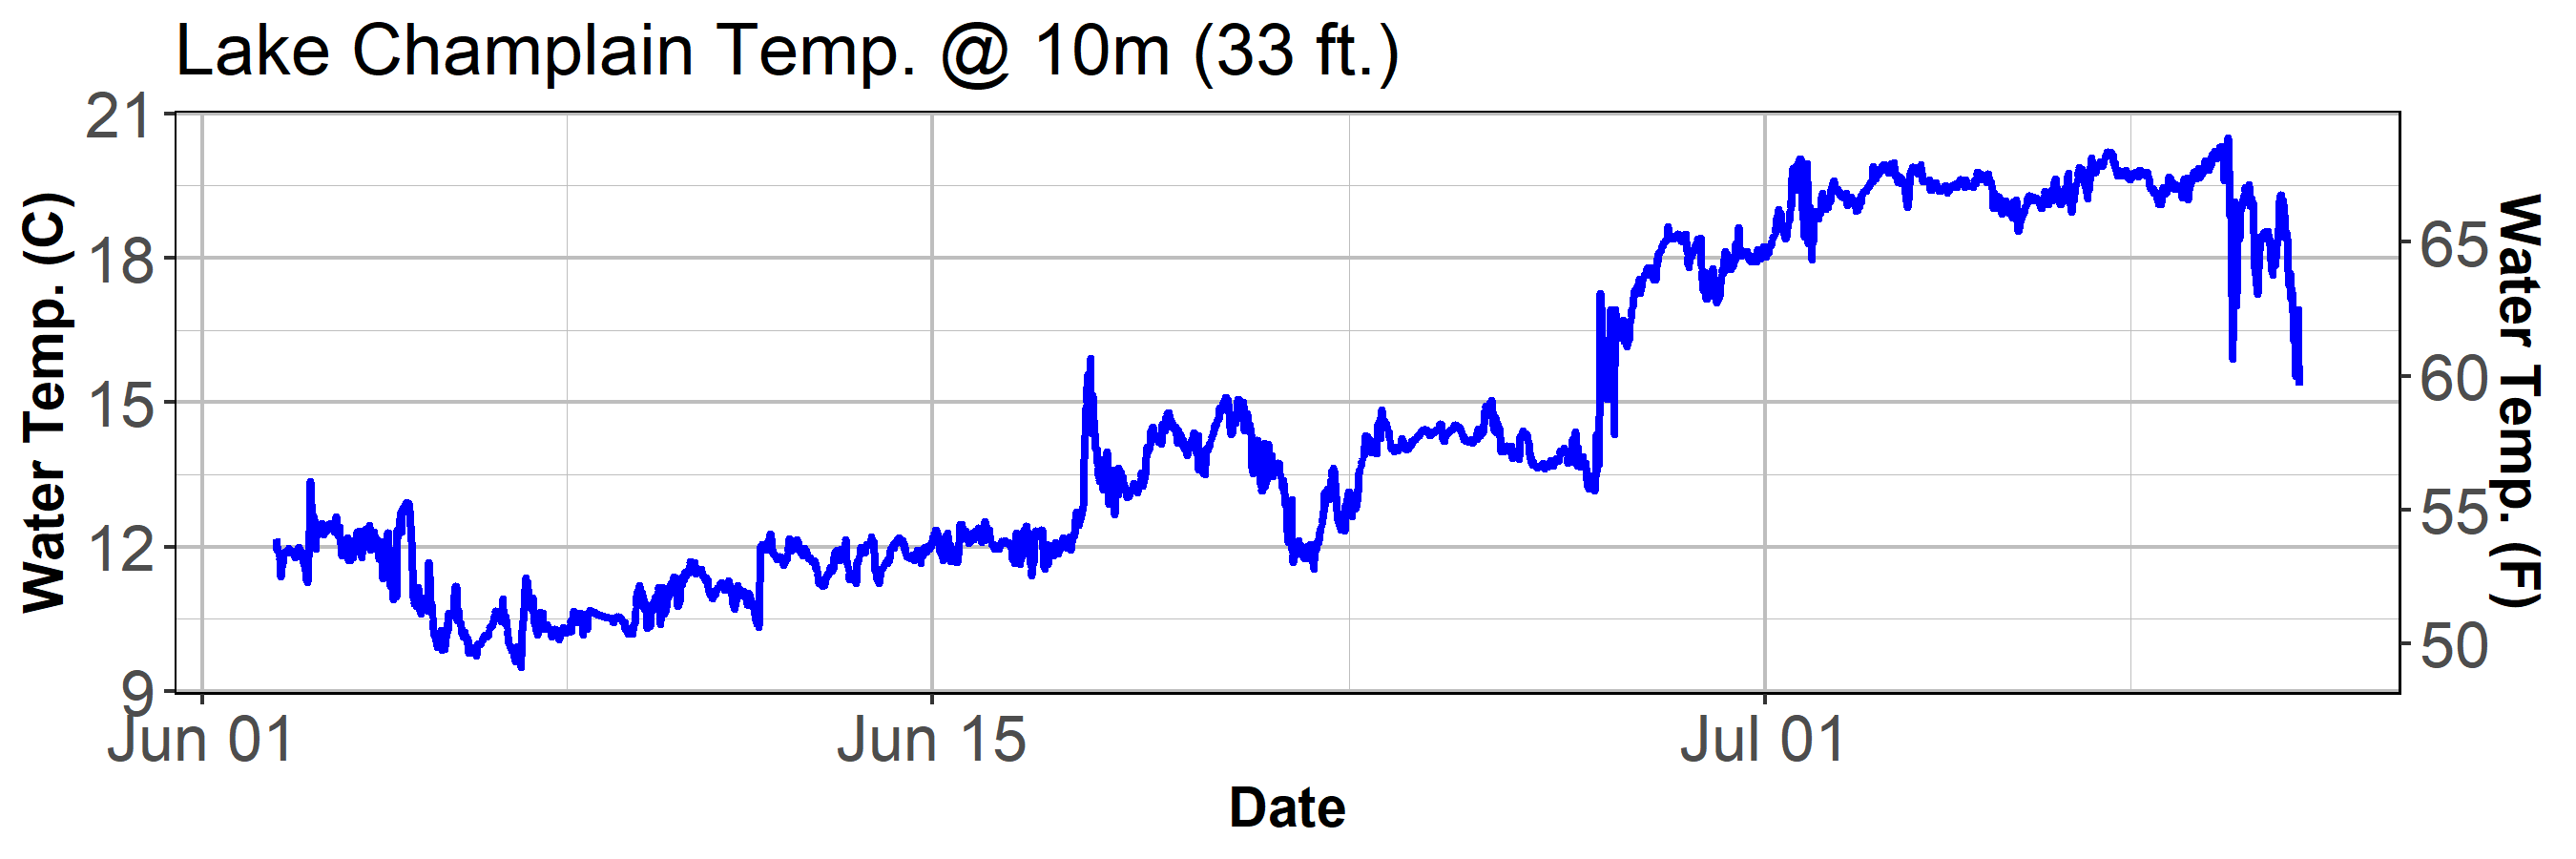 Lake Champlain Temp. @ 10m (33 ft.)
Water Temp. (C)
21
18
15
12
9
65
60
55
50
Water Temp. (F)
Jun 01
Jun 15
Jul 01
Date